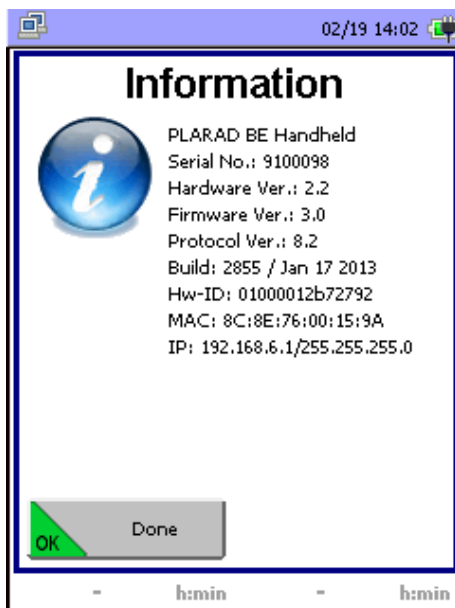 02/19 14:02
Information
PLARAD BE Handheld
Serial No.: 9100098
Hardware Ver.: 2.2
Firmware Ver.: 3.0
Protocol Ver.: 8.2
Build: 2855 / Jan 17 2013
Hw-ID: 01000012b72792
MAC: 8C:8E:76:00:15:9A
IP: 192.168.6.1/255.255.255.0
OK Done
- h:min - h:min